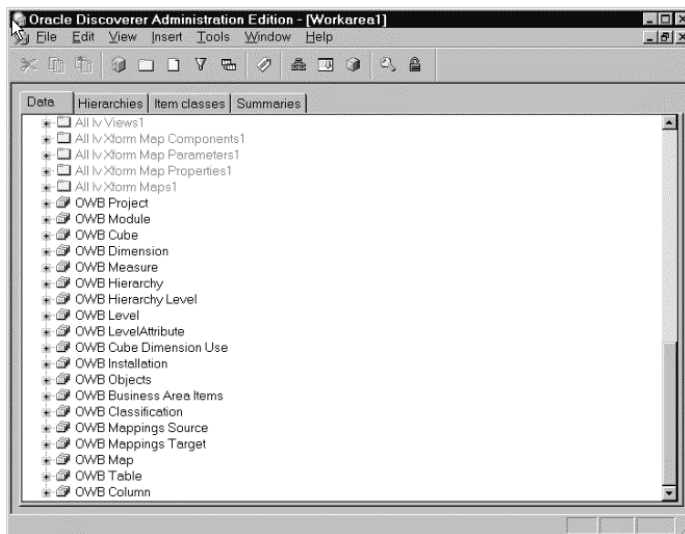 Oracle Discoverer Administration Edition - [Workarea1]
File Edit View Insert Tools Window Help
Data Hierarchies Item classes Summaries
All Iv Views1
All Iv Xform Map Components1
All Iv Xform Map Parameters1
All Iv Xform Map Properties1
All Iv Xform Maps1
OWB Project
OWB Module
OWB Cube
OWB Dimension
OWB Measure
OWB Hierarchy
OWB Hierarchy Level
OWB Level
OWB LevelAttribute
OWB Cube Dimension Use
OWB Installation
OWB Objects
OWB Business Area Items
OWB Classification
OWB Mappings Source
OWB Mappings Target
OWB Map
OWB Table
OWB Column